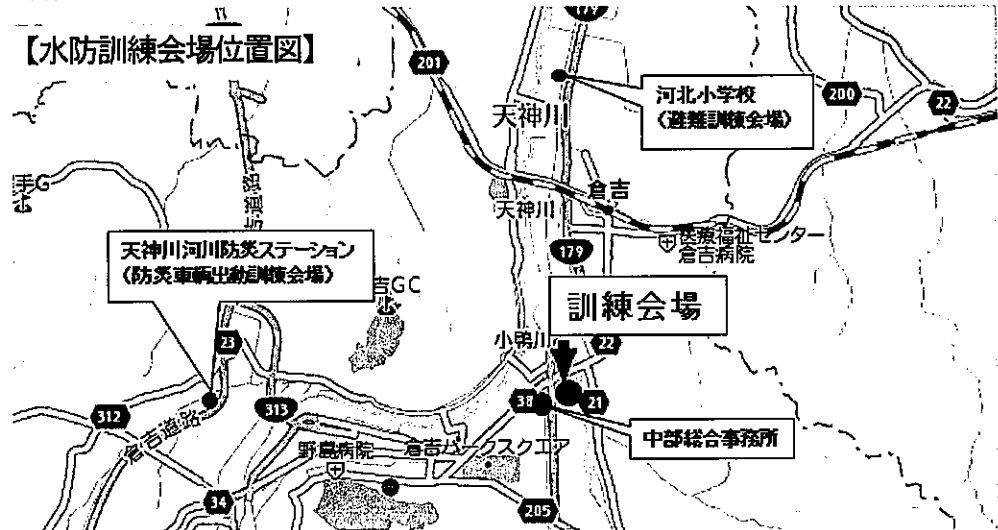 【水防訓練会場位置図】
179
201
河北小学校
（避難訓練会場）
200
22
天神川
倉吉
天神川
医療福祉センター
倉吉病院
天神川河川防災ステーション
（防災車輌出動訓練会場）
179
吉GC
訓練会場
小鴨川
22
23
38
21
312
313
倉吉道路
中部総合事務所
野島病院
倉吉パークスクエア
34
205